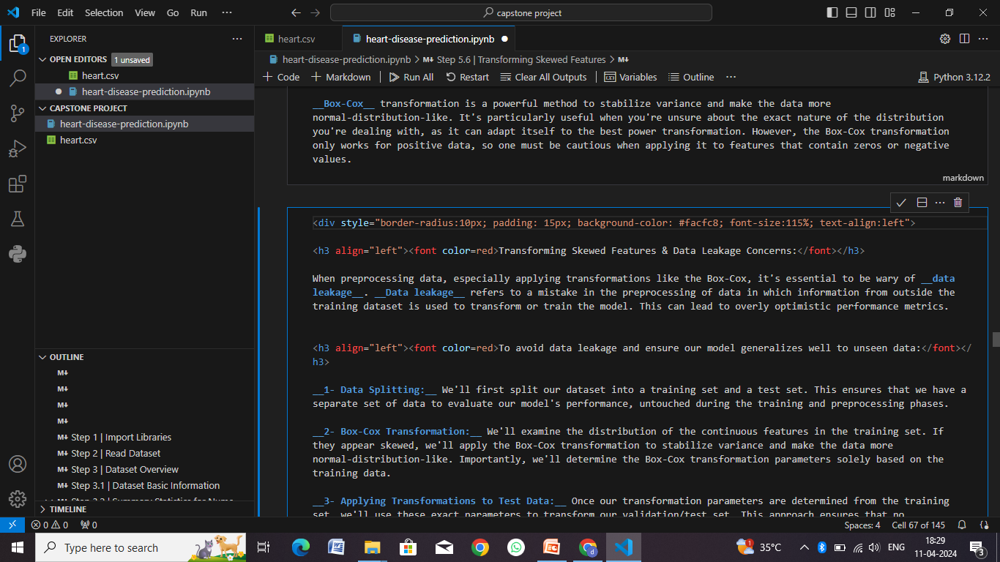 File Edit Selection View Go Run ···
capstone project
EXPLORER
heart.csv
heart-disease-prediction.ipynb
OPEN EDITORS 1 unsaved
heart.csv
heart-disease-prediction.ipynb
CAPSTONE PROJECT
heart-disease-prediction.ipynb
heart.csv
heart-disease-prediction.ipynb > M Step 5.6 | Transforming Skewed Features > M
Code Markdown Run All Restart Clear All Outputs Variables Outline ··· Python 3.12.2
__Box-Cox__ transformation is a powerful method to stabilize variance and make the data more
normal-distribution-like. It's particularly useful when you're unsure about the exact nature of the distribution
you're dealing with, as it can adapt itself to the best power transformation. However, the Box-Cox transformation
only works for positive data, so one must be cautious when applying it to features that contain zeros or negative
values.
markdown
<div style="border-radius:10px; padding: 15px; background-color: #facfc8; font-size:115%; text-align:left">
<h3 align="left"><font color=red>Transforming Skewed Features & Data Leakage Concerns:</font></h3>
When preprocessing data, especially applying transformations like the Box-Cox, it's essential to be wary of __data
leakage__. __Data leakage__ refers to a mistake in the preprocessing of data in which information from outside the
training dataset is used to transform or train the model. This can lead to overly optimistic performance metrics.
<h3 align="left"><font color=red>To avoid data leakage and ensure our model generalizes well to unseen data:</font></
h3>
__1- Data Splitting:__ We'll first split our dataset into a training set and a test set. This ensures that we have a
separate set of data to evaluate our model's performance, untouched during the training and preprocessing phases.
__2- Box-Cox Transformation:__ We'll examine the distribution of the continuous features in the training set. If
they appear skewed, we'll apply the Box-Cox transformation to stabilize variance and make the data more
normal-distribution-like. Importantly, we'll determine the Box-Cox transformation parameters solely based on the
training data.
__3- Applying Transformations to Test Data:__ Once our transformation parameters are determined from the training
set, we'll use these exact parameters to transform our validation/test set. This approach ensures that no
OUTLINE
M
M
M
M
M Step 1 | Import Libraries
M Step 2 | Read Dataset
M Step 3 | Dataset Overview
M Step 3.1 | Dataset Basic Information
TIMELINE
0 0 0
Spaces: 4 Cell 67 of 145
Type here to search
35°C
ENG
18:29
11-04-2024
3